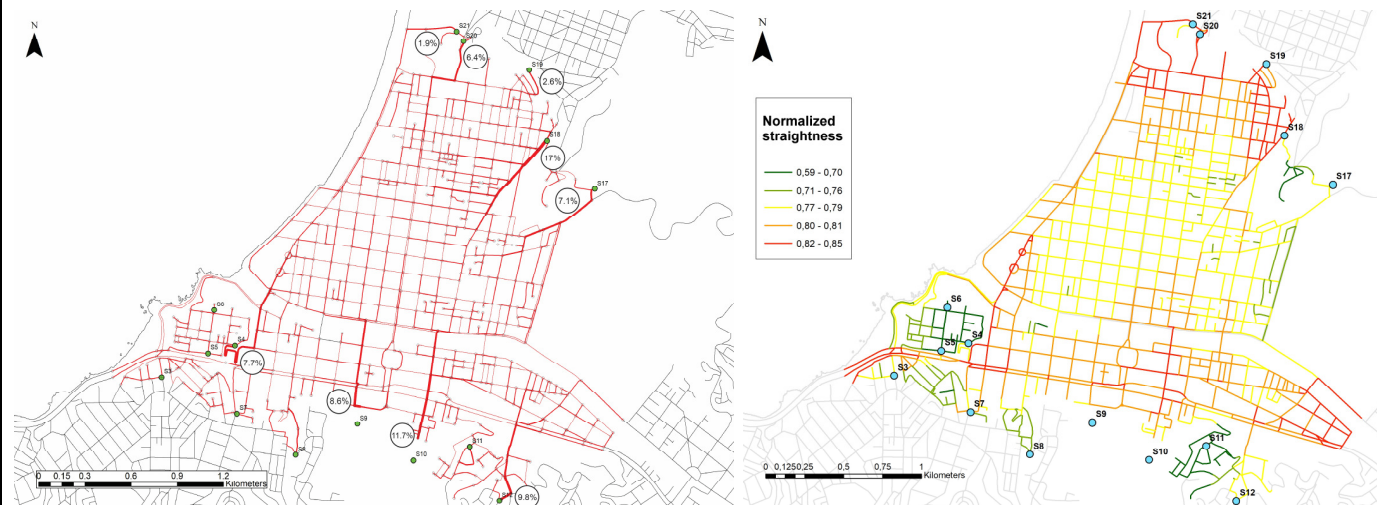 N
S21
S20
1.9%
6.4%
S19
2.6%
S18
17%
S17
7.1%
S4
S5
7.7%
S3
8.6%
S7
S9
11.7%
S11
S10
9.8%
0 0.15 0.3 0.6 0.9 1.2
Kilometers
N
S21
S20
S19
Normalized
straightness
0,59 - 0,70
0,71 - 0,76
0,77 - 0,79
0,80 - 0,81
0,82 - 0,85
S18
S17
S6
S4
S5
S3
S7
S9
S8
S10
S11
S12
0 0,125 0,25 0,5 0,75 1
Kilometers